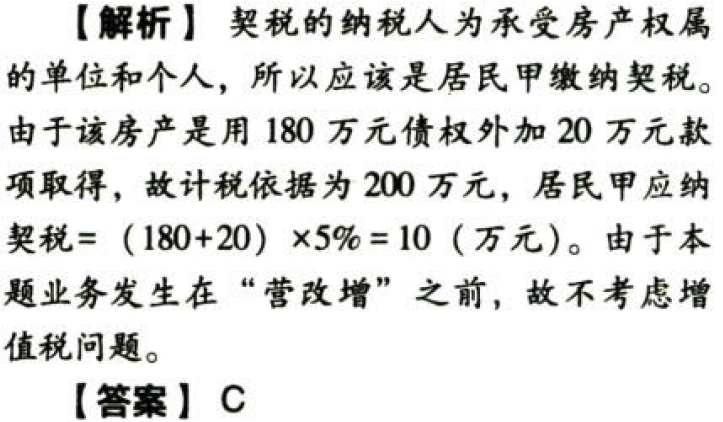 【解析】 契税的纳税人为承受房产权属
的单位和个人，所以应该是居民甲缴纳契税。
由于该房产是用 180 万元债权外加 20 万元款
项取得，故计税依据为 200 万元，居民甲应纳
契税=（180+20）×5%=10（万元）。由于本
题业务发生在“营改增”之前，故不考虑增
值税问题。
【答案】 C